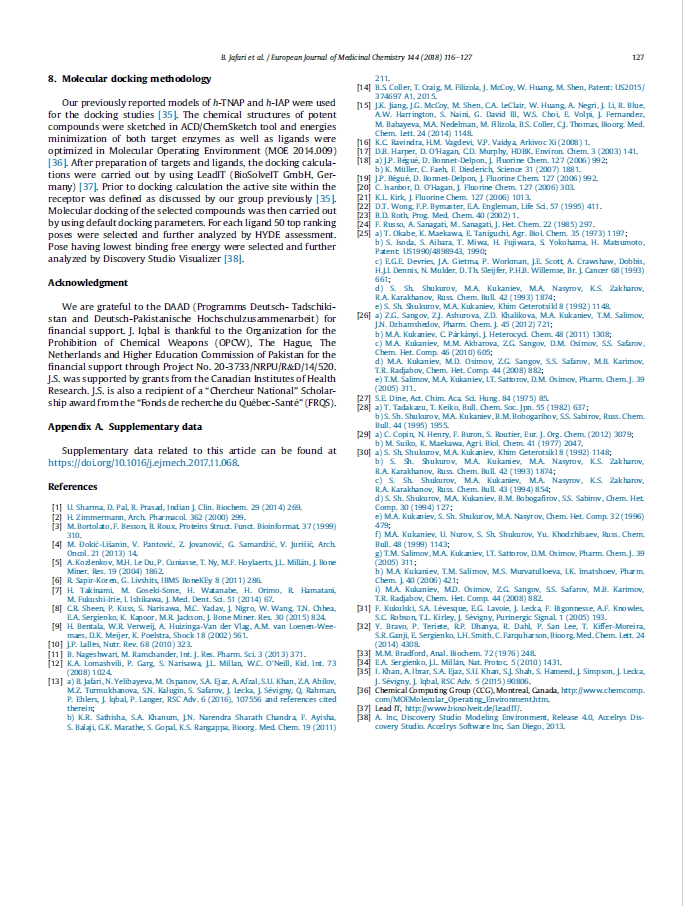 B. Jafari et al. / European Journal of Medicinal Chemistry 144 (2018) 116–127
127
8. Molecular docking methodology
Our previously reported models of h-TNAP and h-IAP were used
for the docking studies [35]. The chemical structures of potent
compounds were sketched in ACD/ChemSketch tool and energies
minimization of both target enzymes as well as ligands were
optimized in Molecular Operating Environment (MOE 2014.009)
[36]. After preparation of targets and ligands, the docking calcula-
tions were carried out by using LeadIT (BioSolveIT GmbH, Ger-
many) [37]. Prior to docking calculation the active site within the
receptor was defined as discussed by our group previously [35].
Molecular docking of the selected compounds was then carried out
by using default docking parameters. For each ligand 50 top ranking
poses were selected and further analyzed by HYDE assessment.
Pose having lowest binding free energy were selected and further
analyzed by Discovery Studio Visualizer [38].
Acknowledgment
We are grateful to the DAAD (Programms Deutsch- Tadschiki-
stan and Deutsch-Pakistanische Hochschulzusammenarbeit) for
financial support. J. Iqbal is thankful to the Organization for the
Prohibition of Chemical Weapons (OPCW), The Hague, The
Netherlands and Higher Education Commission of Pakistan for the
financial support through Project No. 20-3733/NRPU/R&D/14/520.
J.S. was supported by grants from the Canadian Institutes of Health
Research. J.S. is also a recipient of a “Chercheur National” Scholar-
ship award from the “Fonds de recherche du Québec-Santé” (FRQS).
Appendix A. Supplementary data
Supplementary data related to this article can be found at
https://doi.org/10.1016/j.ejmech.2017.11.068.
References
[1] U. Sharma, D. Pal, R. Prasad, Indian J. Clin. Biochem. 29 (2014) 269.
[2] H. Zimmermann, Arch. Pharmacol. 362 (2000) 299.
[3] M. Bortolato, F. Besson, B. Roux, Proteins Struct. Funct. Bioinformat. 37 (1999)
310.
[4] M. Đokić-Lišanin, V. Pantović, Z. Jovanović, G. Samardžić, V. Jurišić, Arch.
Oncol. 21 (2013) 14.
[5] A. Kozlenkov, M.H. Le Du, P. Cuniasse, T. Ny, M.F. Hoylaerts, J.L. Millán, J. Bone
Miner. Res. 19 (2004) 1862.
[6] R. Sapir-Koren, G. Livshits, IBMS BoneKEy 8 (2011) 286.
[7] H. Takinami, M. Goseki-Sone, H. Watanabe, H. Orimo, R. Hamatani,
M. Fukushi-Irie, I. Ishikawa, J. Med. Dent. Sci. 51 (2014) 67.
[8] C.R. Sheen, P. Kuss, S. Narisawa, M.C. Yadav, J. Nigro, W. Wang, T.N. Chhea,
E.A. Sergienko, K. Kapoor, M.R. Jackson, J. Bone Miner. Res. 30 (2015) 824.
[9] H. Bentala, W.R. Verweij, A. Huizinga-Van der Vlag, A.M. van Loenen-Wee-
maes, D.K. Meijer, K. Poelstra, Shock 18 (2002) 561.
[10] J.P. Lallès, Nutr. Rev. 68 (2010) 323.
[11] B. Nageshwari, M. Ramchander, Int. J. Res. Pharm. Sci. 3 (2013) 371.
[12] K.A. Lomashvili, P. Garg, S. Narisawa, J.L. Millan, W.C. O'Neill, Kid. Int. 73
(2008) 1024.
[13] a) B. Jafari, N. Yelibayeva, M. Ospanov, S.A. Ejaz, A. Afzal, S.U. Khan, Z.A. Abilov,
M.Z. Turmukhanova, S.N. Kalugin, S. Safarov, J. Lecka, J. Sévigny, Q. Rahman,
P. Ehlers, J. Iqbal, P. Langer, RSC Adv. 6 (2016), 107556 and references cited
therein;
b) K.R. Sathisha, S.A. Khanum, J.N. Narendra Sharath Chandra, F. Ayisha,
S. Balaji, G.K. Marathe, S. Gopal, K.S. Rangappa, Bioorg. Med. Chem. 19 (2011)
211.
[14] B.S. Coller, T. Craig, M. Filizola, J. McCoy, W. Huang, M. Shen, Patent: US2015/
374697 A1, 2015.
[15] J.K. Jiang, J.G. McCoy, M. Shen, C.A. LeClair, W. Huang, A. Negri, J. Li, R. Blue,
A.W. Harrington, S. Naini, G. David III, W.S. Choi, E. Volpi, J. Fernandez,
M. Babayeva, M.A. Nedelman, M. Filizola, B.S. Coller, C.J. Thomas, Bioorg. Med.
Chem. Lett. 24 (2014) 1148.
[16] K.C. Ravindra, H.M. Vagdevi, V.P. Vaidya, Arkivoc Xi (2008) 1.
[17] D.B. Harper, D. O'Hagan, C.D. Murphy, HDBK. Environ. Chem. 3 (2003) 141.
[18] a) J.P. Bégué, D. Bonnet-Delpon, J. Fluorine Chem. 127 (2006) 992;
b) K. Müller, C. Faeh, F. Diederich, Science 31 (2007) 1881.
[19] J.P. Bégué, D. Bonnet-Delpon, J. Fluorine Chem. 127 (2006) 992.
[20] C. Isanbor, D. O'Hagan, J. Fluorine Chem. 127 (2006) 303.
[21] K.L. Kirk, J. Fluorine Chem. 127 (2006) 1013.
[22] D.T. Wong, F.P. Bymaster, E.A. Engleman, Life Sci. 57 (1995) 411.
[23] B.D. Roth, Prog. Med. Chem. 40 (2002) 1.
[24] F. Russo, A. Sanagati, M. Sanagati, J. Het. Chem. 22 (1985) 297.
[25] a) T. Okabe, K. Maekawa, E. Taniguchi, Agr. Biol. Chem. 35 (1973) 1197;
b) S. Isoda, S. Aibara, T. Miwa, H. Fujiwara, S. Yokohama, H. Matsumoto,
Patent: US1990/4898943, 1990;
c) E.G.E. Devries, J.A. Gietma, P. Workman, J.E. Scott, A. Crawshaw, Dobbis,
H.J.I. Dennis, N. Mulder, D.Th. Sleijfer, P.H.B. Willemse, Br. J. Cancer 68 (1993)
661;
d) S. Sh. Shukurov, M.A. Kukaniev, M.A. Nasyrov, K.S. Zakharov,
R.A. Karakhanov, Russ. Chem. Bull. 42 (1993) 1874;
e) S. Sh. Shukurov, M.A. Kukaniev, Khim Geterotsikl 8 (1992) 1148.
[26] a) Z.G. Sangov, Z.J. Ashurova, Z.D. Khalikova, M.A. Kukaniev, T.M. Salimov,
J.N. Dzhamshedov, Pharm. Chem. J. 45 (2012) 721;
b) M.A. Kukaniev, C. Párkányi, J. Heterocycl. Chem. 48 (2011) 1308;
c) M.A. Kukaniev, M.M. Akbarova, Z.G. Sangov, D.M. Osimov, S.S. Safarov,
Chem. Het. Comp. 46 (2010) 605;
d) M.A. Kukaniev, M.D. Osimov, Z.G. Sangov, S.S. Safarov, M.B. Karimov,
T.R. Radjabov, Chem. Het. Comp. 44 (2008) 882;
e) T.M. Salimov, M.A. Kukaniev, I.T. Sattorov, D.M. Osimov, Pharm. Chem. J. 39
(2005) 311.
[27] S.E. Dine, Act. Chim. Aca. Sci. Hung. 84 (1975) 85.
[28] a) T. Tadakazu, T. Keiko, Bull. Chem. Soc. Jpn. 55 (1982) 637;
b) S. Sh. Shukurov, M.A. Kukaniev, B.M. Bobogaribov, S.S. Sabirov, Russ. Chem.
Bull. 44 (1995) 1955.
[29] a) C. Copin, N. Henry, F. Buron, S. Routier, Eur. J. Org. Chem. (2012) 3079;
b) M. Suiko, K. Maekawa, Agri. Biol. Chem. 41 (1977) 2047.
[30] a) S. Sh. Shukurov, M.A. Kukaniev, Khim Geterotsikl 8 (1992) 1148;
b) S. Sh. Shukurov, M.A. Kukaniev, M.A. Nasyrov, K.S. Zakharov,
R.A. Karakhanov, Russ. Chem. Bull. 42 (1993) 1874;
c) S. Sh. Shukurov, M.A. Kukaniev, M.A. Nasyrov, K.S. Zakharov,
R.A. Karakhanov, Russ. Chem. Bull. 43 (1994) 854;
d) S. Sh. Shukurov, M.A. Kukaniev, B.M. Bobogafirov, S.S. Sabirov, Chem. Het.
Comp. 30 (1994) 127;
e) M.A. Kukaniev, S. Sh. Shukurov, M.A. Nasyrov, Chem. Het. Comp. 32 (1996)
479;
f) M.A. Kukaniev, U. Nurov, S. Sh. Shukurov, Yu. Khodzhibaev, Russ. Chem.
Bull. 48 (1999) 1143;
g) T.M. Salimov, M.A. Kukaniev, I.T. Sattorov, D.M. Osimov, Pharm. Chem. J. 39
(2005) 311;
h) M.A. Kukaniev, T.M. Salimov, M.S. Murvatulloeva, I.K. Imatshoev, Pharm.
Chem. J. 40 (2006) 421;
i) M.A. Kukaniev, M.D. Osimov, Z.G. Sangov, S.S. Safarov, M.B. Karimov,
T.R. Radjabov, Chem. Het. Comp. 44 (2008) 882.
[31] F. Kukulski, S.A. Lévesque, E.G. Lavoie, J. Lecka, F. Bigonnesse, A.F. Knowles,
S.C. Robson, T.L. Kirley, J. Sévigny, Purinergic Signal. 1 (2005) 193.
[32] Y. Bravo, P. Teriete, R.P. Dhanya, R. Dahl, P. San Lee, T. Kiffer-Moreira,
S.R. Ganji, E. Sergienko, L.H. Smith, C. Farquharson, Bioorg. Med. Chem. Lett. 24
(2014) 4308.
[33] M.M. Bradford, Anal. Biochem. 72 (1976) 248.
[34] E.A. Sergienko, J.L. Millán, Nat. Protoc. 5 (2010) 1431.
[35] I. Khan, A. Ibrar, S.A. Ejaz, S.U. Khan, S.J. Shah, S. Hameed, J. Simpson, J. Lecka,
J. Sévigny, J. Iqbal, RSC Adv. 5 (2015) 90806.
[36] Chemical Computing Group (CCG), Montreal, Canada, http://www.chemcomp.
com/MOEMolecular_Operating_Environment.htm.
[37] Lead IT, http://www.biosolveit.de/LeadIT/.
[38] A. Inc, Discovery Studio Modeling Environment, Release 4.0, Accelrys Dis-
covery Studio. Accelrys Software Inc, San Diego, 2013.